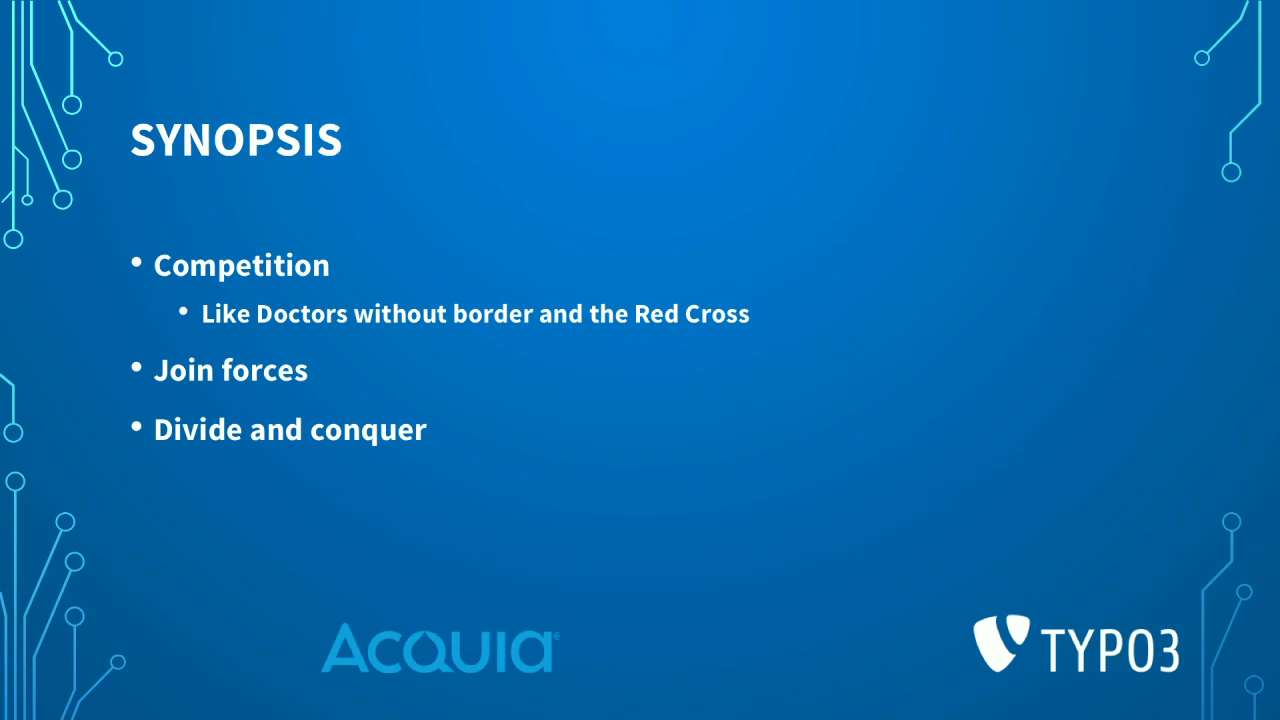 SYNOPSIS
• Competition
• Like Doctors without border and the Red Cross
• Join forces
• Divide and conquer
ACQUIA®
TYPO3